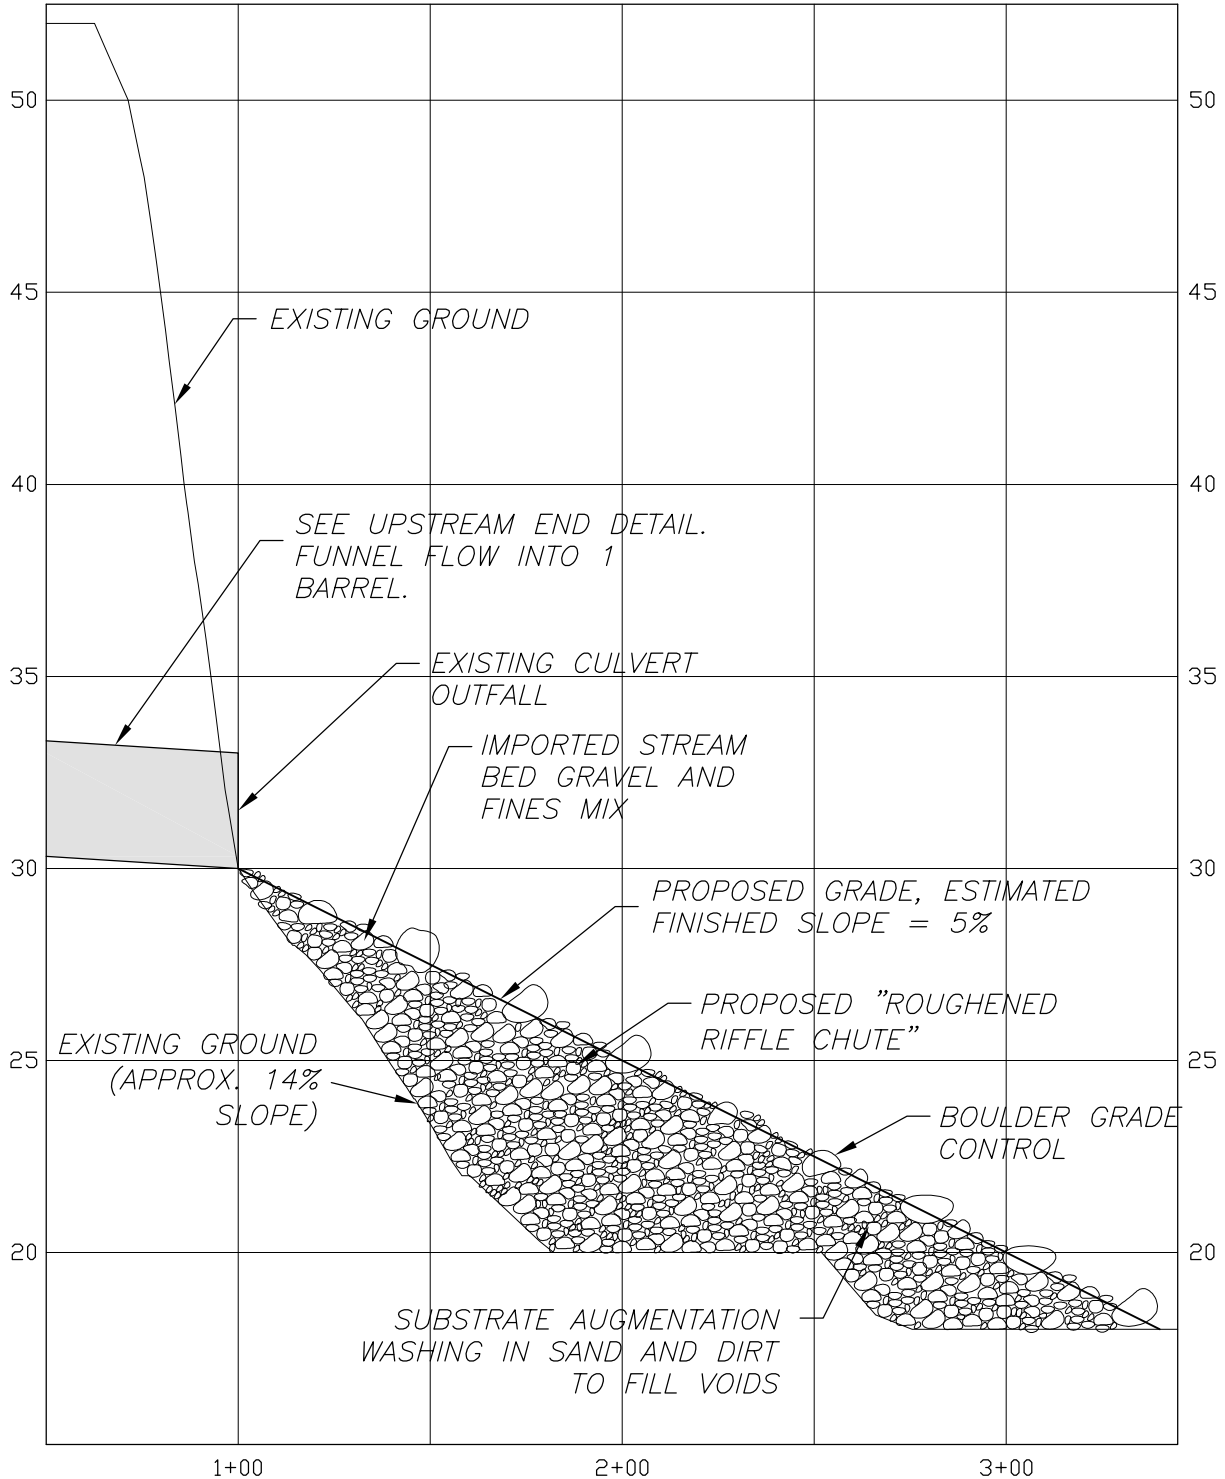 50
50
45
45
EXISTING GROUND
40
40
SEE UPSTREAM END DETAIL.
FUNNEL FLOW INTO 1
BARREL.
EXISTING CULVERT
OUTFALL
35
35
IMPORTED STREAM
BED GRAVEL AND
FINES MIX
30
30
PROPOSED GRADE, ESTIMATED
FINISHED SLOPE = 5%
PROPOSED "ROUGHENED
RIFFLE CHUTE"
EXISTING GROUND
(APPROX. 14%
SLOPE)
25
25
BOULDER GRADE
CONTROL
20
20
SUBSTRATE AUGMENTATION
WASHING IN SAND AND DIRT
TO FILL VOIDS
1+00 2+00 3+00